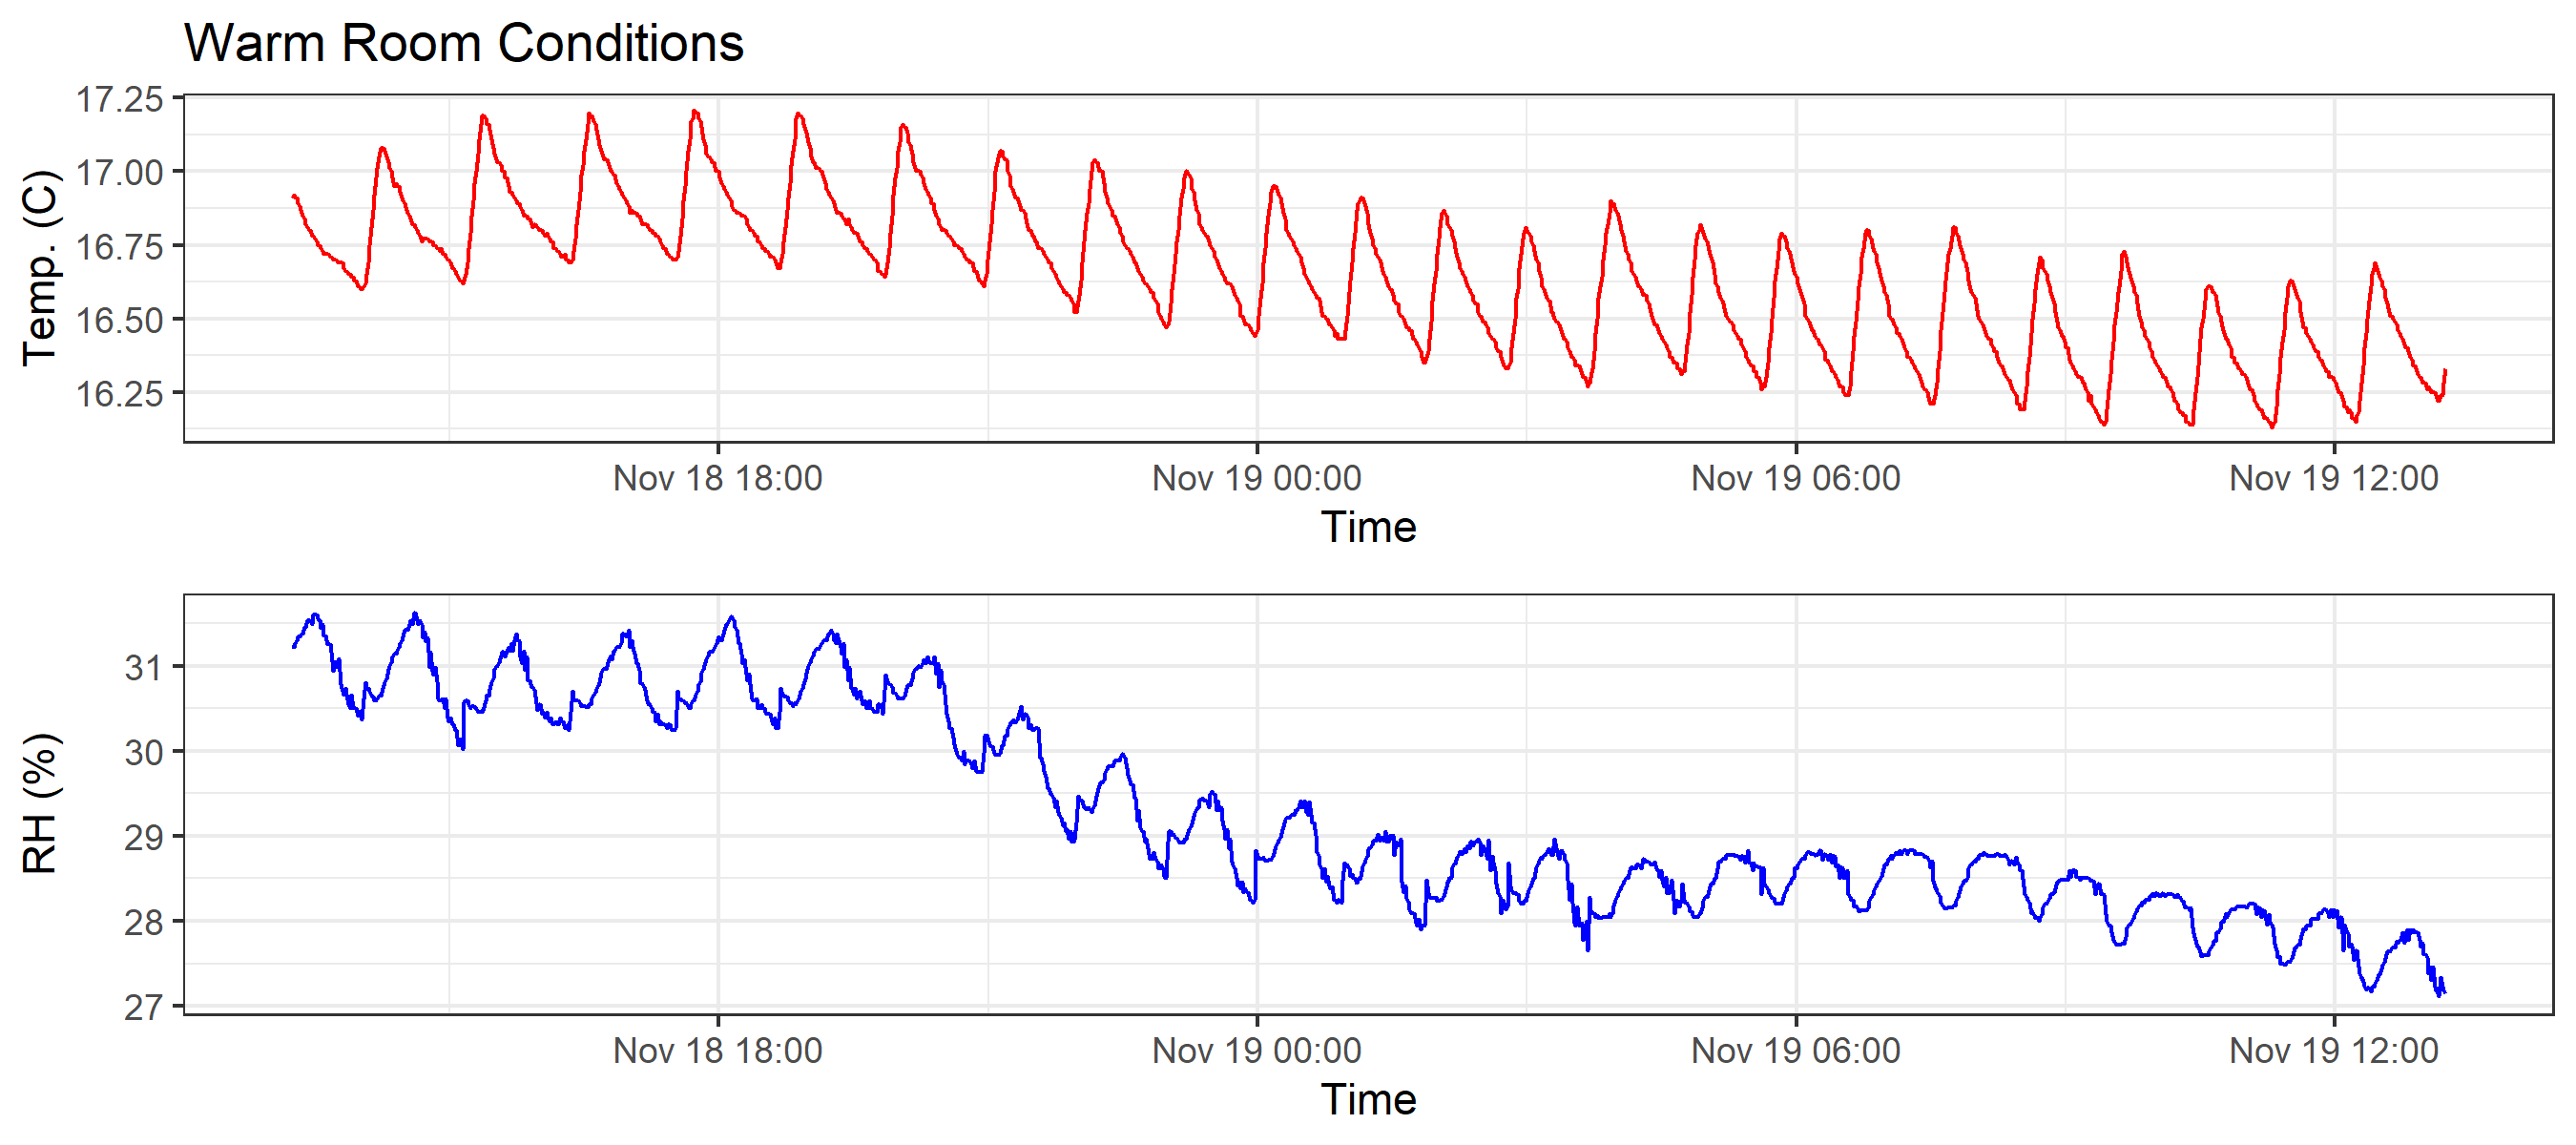 Warm Room Conditions
Temp. (C)
17.25
17.00
16.75
16.50
16.25
Nov 18 18:00 Nov 19 00:00 Nov 19 06:00 Nov 19 12:00
Time
RH (%)
31
30
29
28
27
Nov 18 18:00 Nov 19 00:00 Nov 19 06:00 Nov 19 12:00
Time